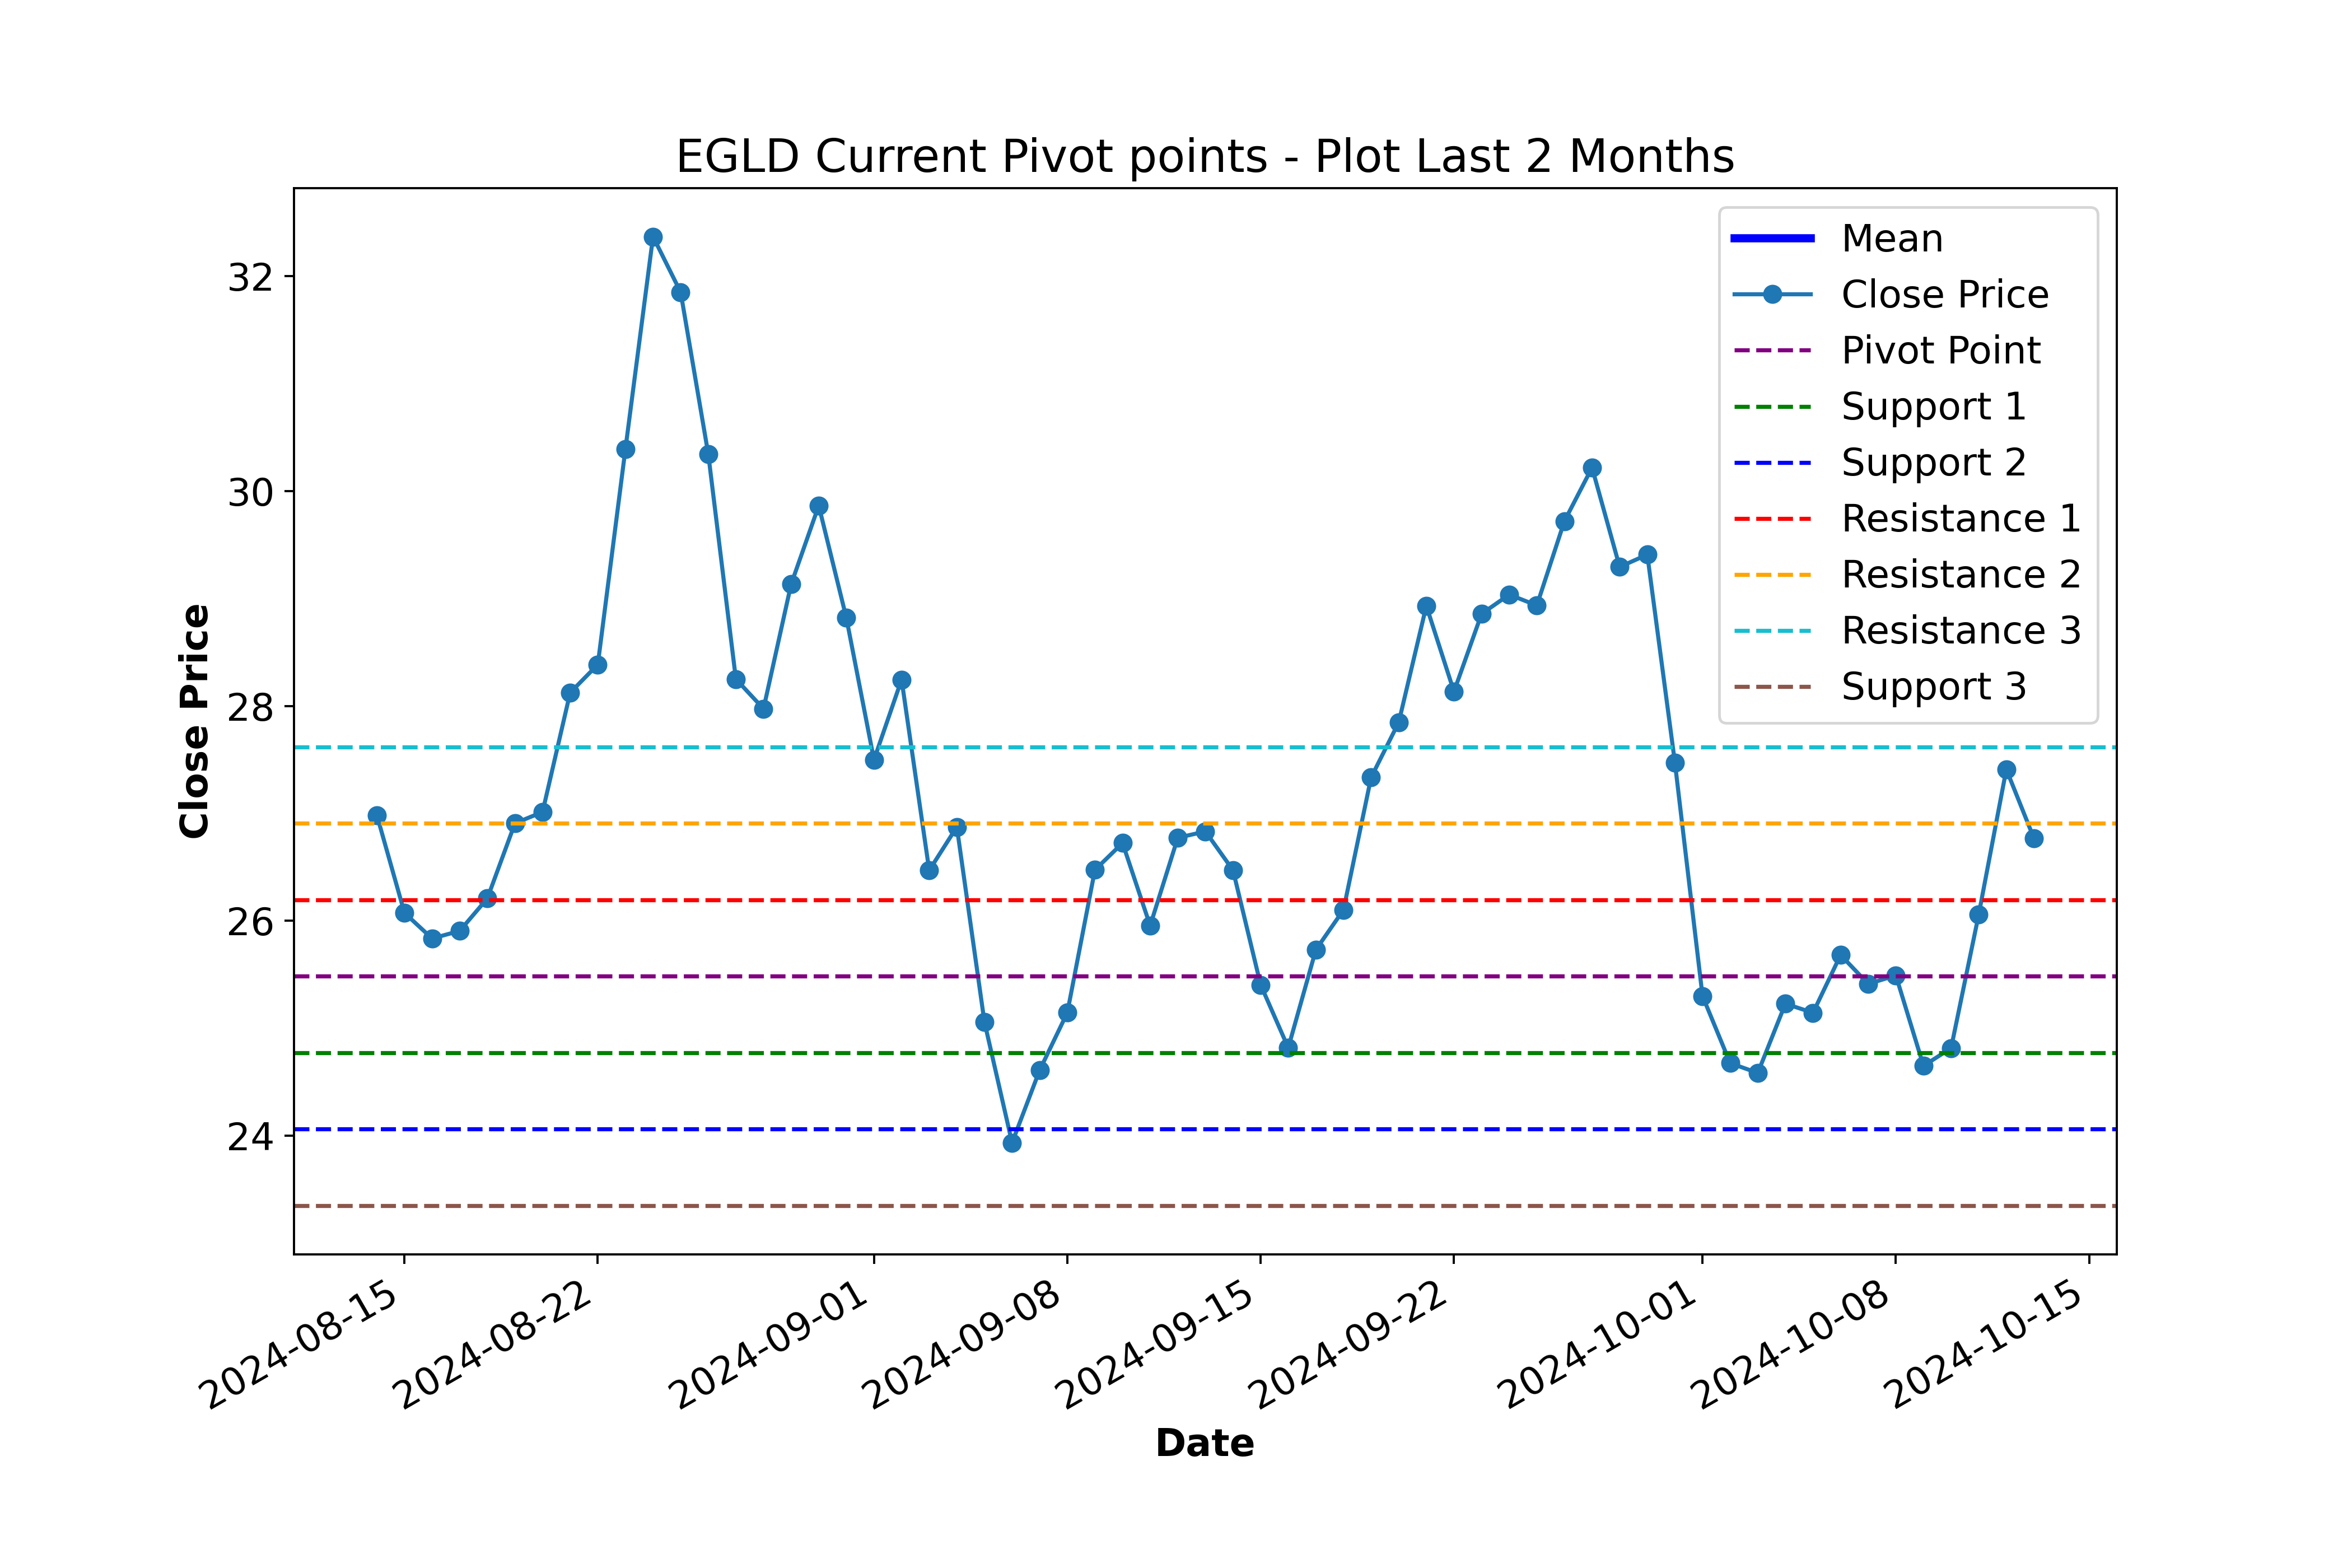 EGLD Current Pivot points - Plot Last 2 Months
Mean
Close Price
Pivot Point
Support 1
Support 2
Resistance 1
Resistance 2
Resistance 3
Support 3
Close Price
32
30
28
26
24
2024-08-15
2024-08-22
2024-09-01
2024-09-08
2024-09-15
2024-09-22
2024-10-01
2024-10-08
2024-10-15
Date